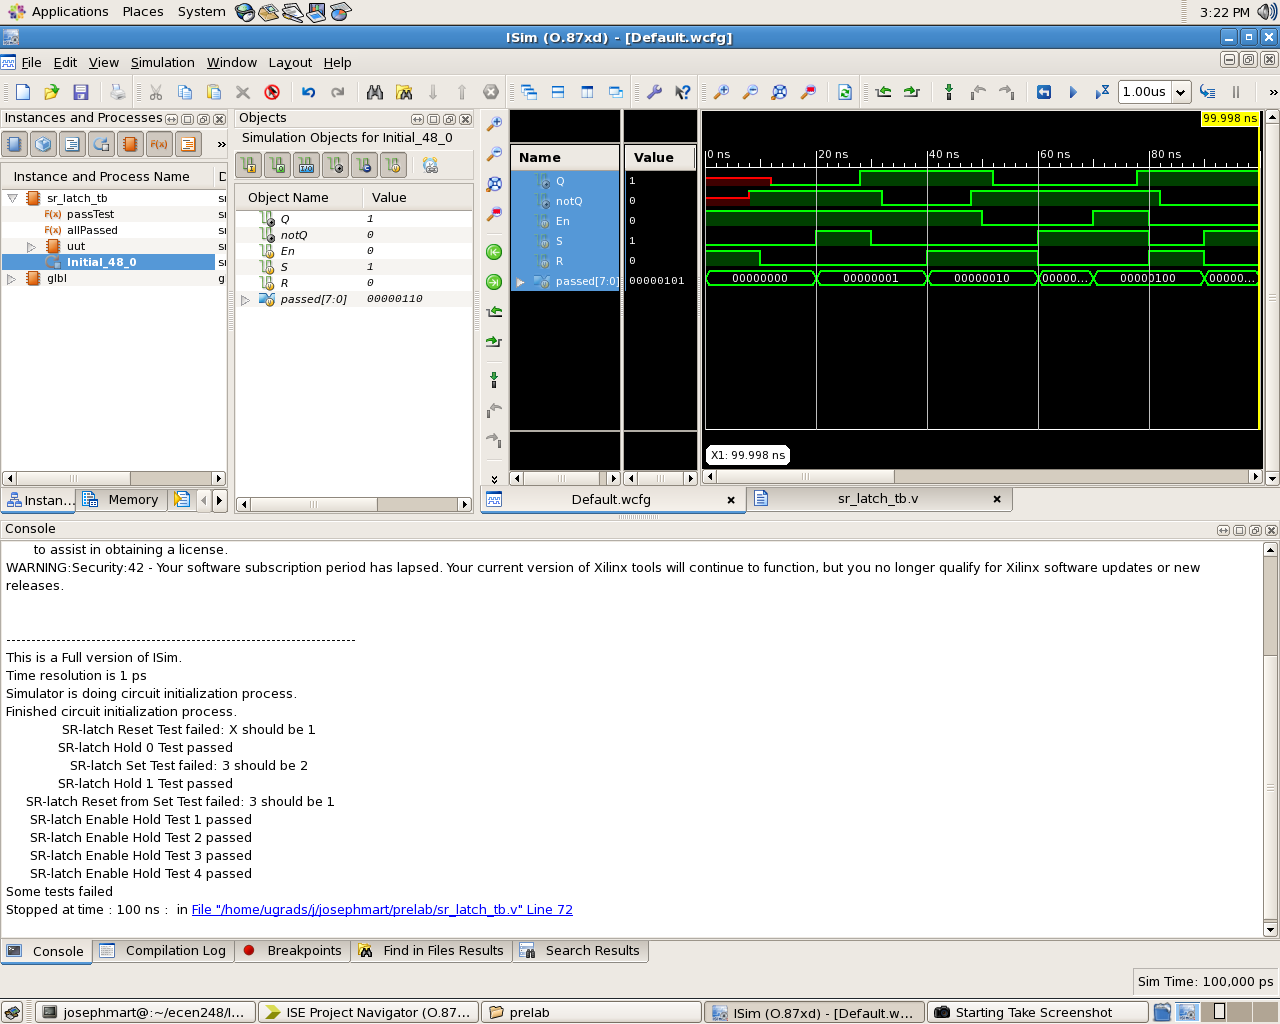 Applications Places System 3:22 PM
ISim (O.87xd) - [Default.wcfg]
File Edit View Simulation Window Layout Help
1.00us »
Instances and Processes
Objects
Simulation Objects for Initial_48_0
99.998 ns
F(x) »
Instance and Process Name D
Object Name Value
Name Value
0 ns 20 ns 40 ns 60 ns 80 ns
sr_latch_tb sr
F(x) passTest sr
F(x) allPassed sr
uut sr
Initial_48_0 sr
glbl g
Q 1
notQ 0
En 0
S 1
R 0
passed[7:0] 00000110
Q 1
notQ 0
En 0
S 1
R 0
passed[7:0] 00000101
00000000 00000001 00000010 00000... 00000100 00000...
X1: 99.998 ns
Instan... Memory
Default.wcfg sr_latch_tb.v
Console
to assist in obtaining a license.
WARNING:Security:42 - Your software subscription period has lapsed. Your current version of Xilinx tools will continue to function, but you no longer qualify for Xilinx software updates or new
releases.
----------------------------------------------------------------------
This is a Full version of ISim.
Time resolution is 1 ps
Simulator is doing circuit initialization process.
Finished circuit initialization process.
SR-latch Reset Test failed: X should be 1
SR-latch Hold 0 Test passed
SR-latch Set Test failed: 3 should be 2
SR-latch Hold 1 Test passed
SR-latch Reset from Set Test failed: 3 should be 1
SR-latch Enable Hold Test 1 passed
SR-latch Enable Hold Test 2 passed
SR-latch Enable Hold Test 3 passed
SR-latch Enable Hold Test 4 passed
Some tests failed
Stopped at time : 100 ns : in File "/home/ugrads/j/josephmart/prelab/sr_latch_tb.v" Line 72
Console Compilation Log Breakpoints Find in Files Results Search Results
Sim Time: 100,000 ps
josephmart@:~/ecen248/l... ISE Project Navigator (O.87... prelab ISim (O.87xd) - [Default.w... Starting Take Screenshot